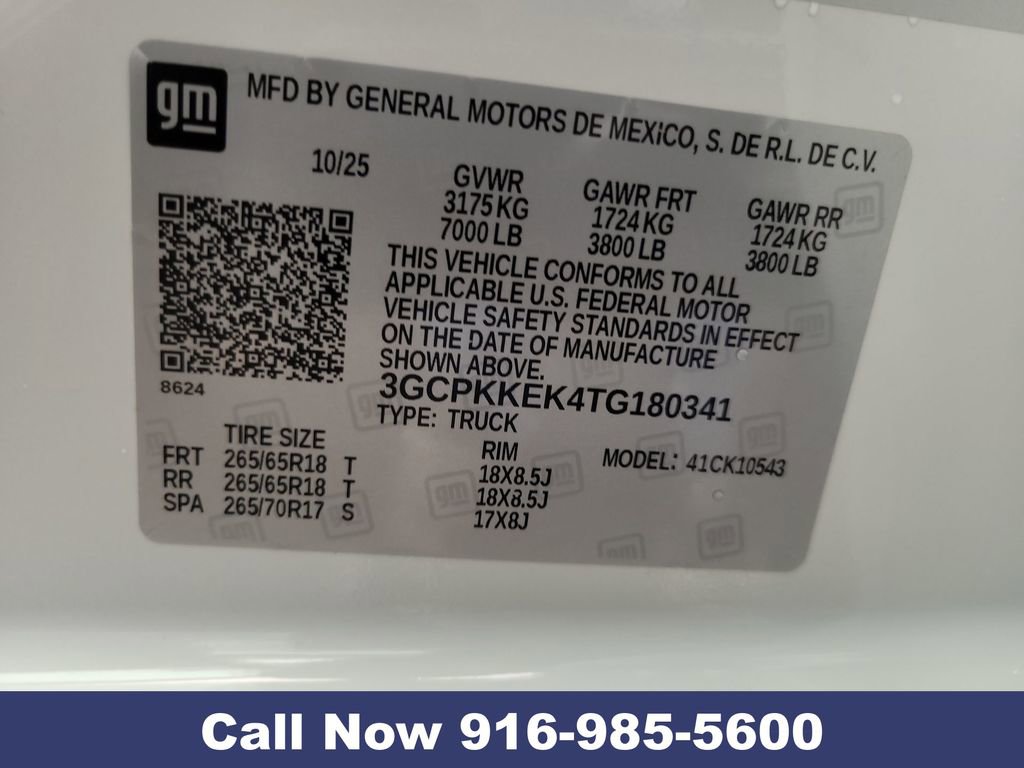 gm MFD BY GENERAL MOTORS DE MEXICO, S. DE R.L. DE C.V.
10/25 GVWR GAWR FRT GAWR RR
3175 KG 1724 KG 1724 KG
7000 LB 3800 LB 3800 LB
THIS VEHICLE CONFORMS TO ALL
APPLICABLE U.S. FEDERAL MOTOR
VEHICLE SAFETY STANDARDS IN EFFECT
ON THE DATE OF MANUFACTURE
SHOWN ABOVE.
8624
3GCPKKEK4TG180341
TYPE: TRUCK
TIRE SIZE RIM MODEL: 41CK10543
FRT 265/65R18 T 18X8.5J
RR 265/65R18 T 18X8.5J
SPA 265/70R17 S 17X8J
Call Now 916-985-5600